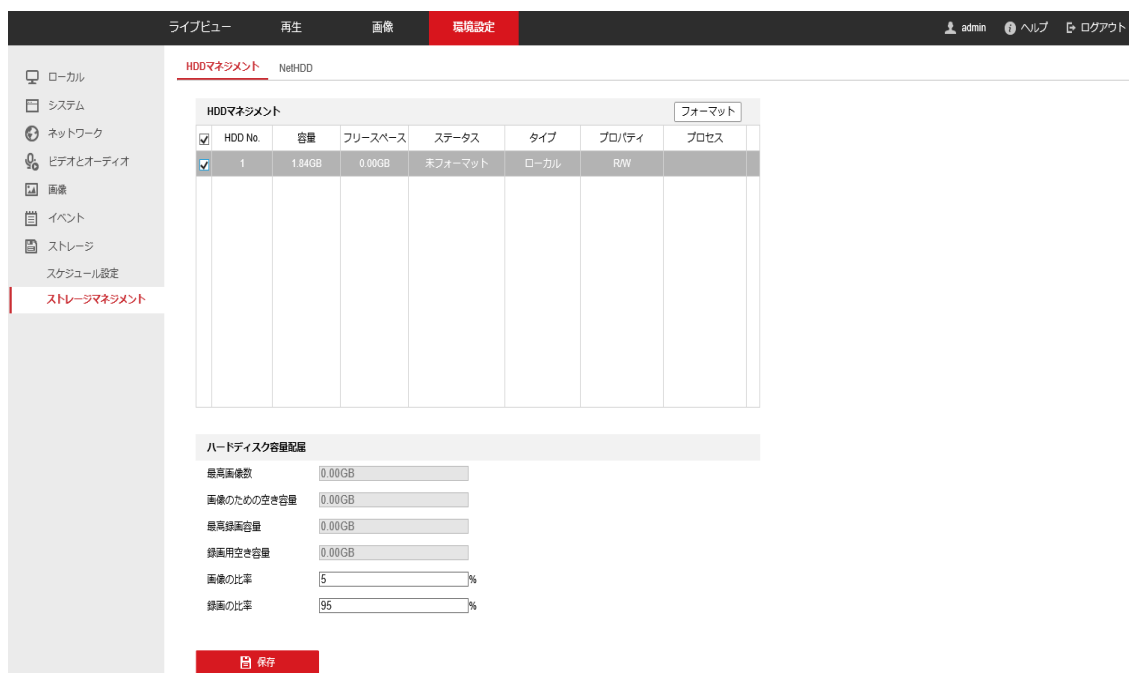 ライブビュー 再生 画像 環境設定 admin ヘルプ ログアウト
ローカル
システム
ネットワーク
ビデオとオーディオ
画像
イベント
ストレージ
スケジュール設定
ストレージマネジメント
HDDマネジメント NetHDD
HDDマネジメント フォーマット
HDD No. 容量 フリースペース ステータス タイプ プロパティ プロセス
1 1.84GB 0.00GB 未フォーマット ローカル R/W
ハードディスク容量配属
最高画像数 0.00GB
画像のための空き容量 0.00GB
最高録画容量 0.00GB
録画用空き容量 0.00GB
画像の比率 5 %
録画の比率 95 %
保存